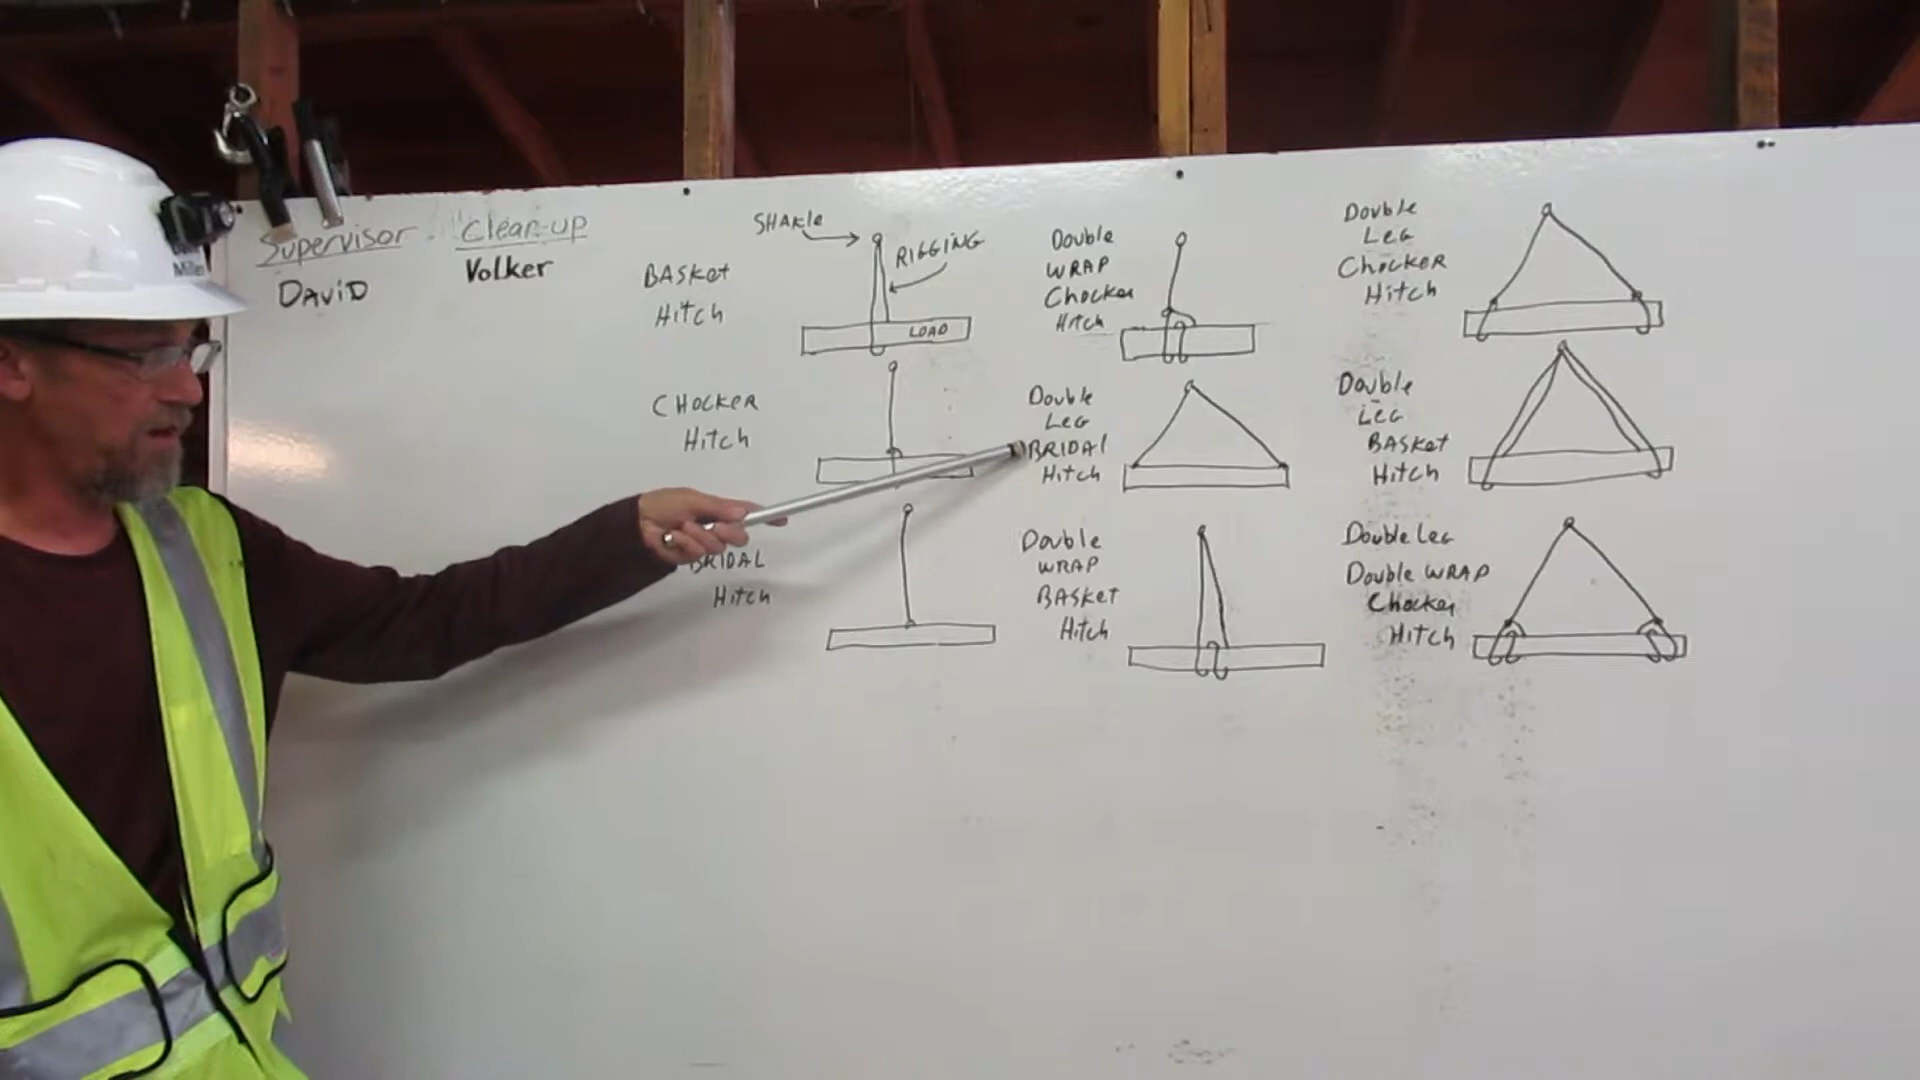 Supervisor
Clean-up
DAViD
Volker
SHAKle
RIGGING
LOAD
BASket
HitcH
CHOCKER
HitcH
BRIDAL
HitcH
Double
WRAP
Chocker
Hitch
Double
LEG
BRIDAl
Hitch
Double
WRAP
BASket
Hitch
Double
LEG
CHocKER
HitcH
Double
LEG
BASket
HitcH
Double LEG
Double WRAP
Chocker
HitcH